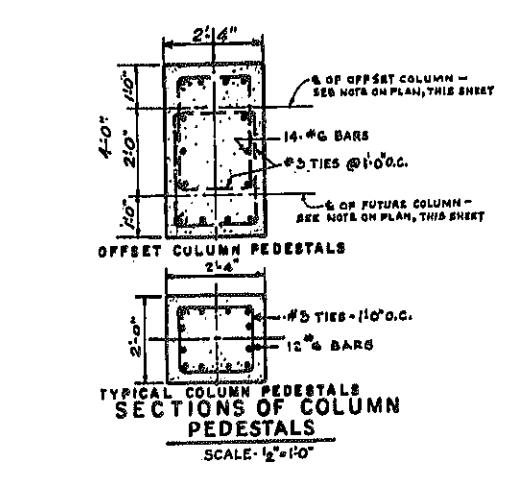 2'-4"
1'-0"
℄ OF OFFSET COLUMN -
SEE NOTE ON PLAN, THIS SHEET
4'-0"
2'-0"
14-#6 BARS
#3 TIES @1'-0"O.C.
1'-0"
℄ OF FUTURE COLUMN -
SEE NOTE ON PLAN, THIS SHEET
OFFSET COLUMN PEDESTALS
2'-4"
#3 TIES-1'-0"O.C.
2'-0"
12 #6 BARS
TYPICAL COLUMN PEDESTALS
SECTIONS OF COLUMN
PEDESTALS
SCALE-½"=1'-0"